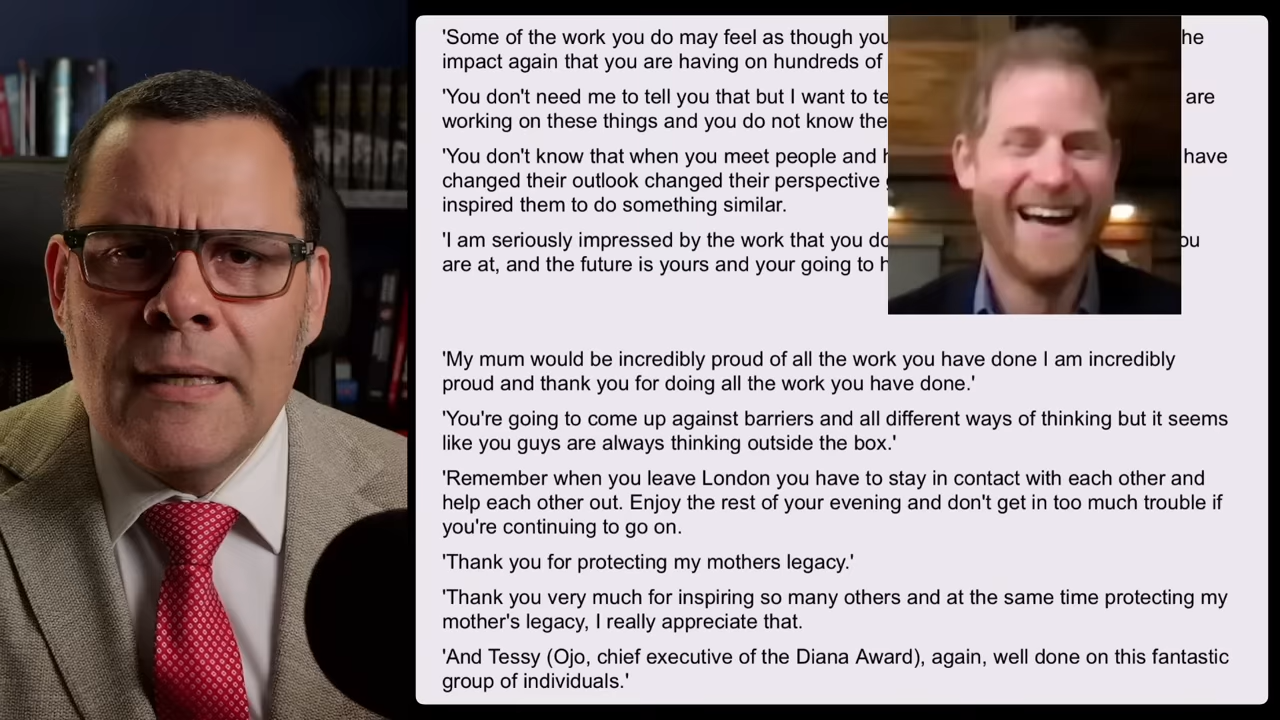 'Some of the work you do may feel as though you he
impact again that you are having on hundreds of
'You don't need me to tell you that but I want to te are
working on these things and you do not know the
'You don't know that when you meet people and h have
changed their outlook changed their perspective
inspired them to do something similar.
'I am seriously impressed by the work that you do ou
are at, and the future is yours and your going to h
'My mum would be incredibly proud of all the work you have done I am incredibly
proud and thank you for doing all the work you have done.'
'You're going to come up against barriers and all different ways of thinking but it seems
like you guys are always thinking outside the box.'
'Remember when you leave London you have to stay in contact with each other and
help each other out. Enjoy the rest of your evening and don't get in too much trouble if
you're continuing to go on.
'Thank you for protecting my mothers legacy.'
'Thank you very much for inspiring so many others and at the same time protecting my
mother's legacy, I really appreciate that.
'And Tessy (Ojo, chief executive of the Diana Award), again, well done on this fantastic
group of individuals.'